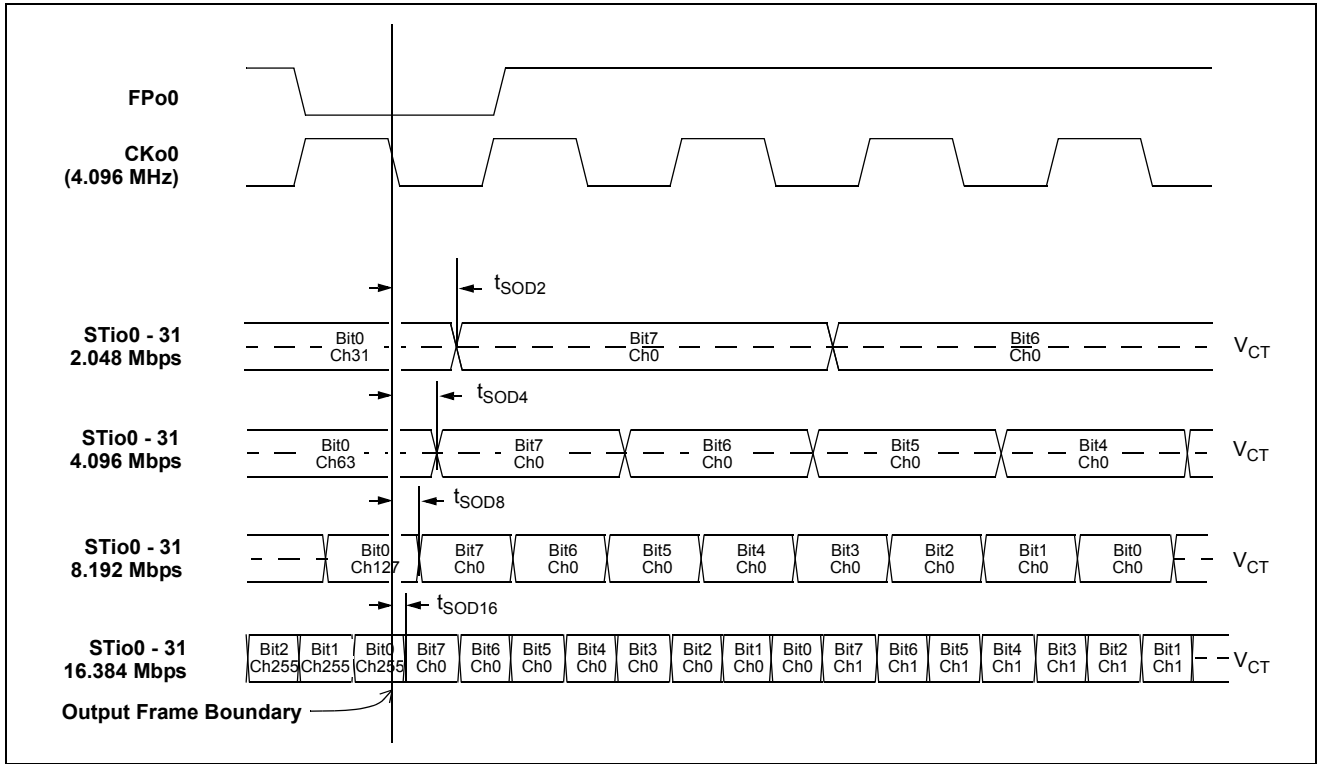 FPo0
CKo0
(4.096 MHz)
tSOD2
STio0 - 31
2.048 Mbps
Bit0
Ch31
Bit7
Ch0
Bit6
Ch0
VCT
tSOD4
STio0 - 31
4.096 Mbps
Bit0
Ch63
Bit7
Ch0
Bit6
Ch0
Bit5
Ch0
Bit4
Ch0
VCT
tSOD8
STio0 - 31
8.192 Mbps
Bit0
Ch127
Bit7
Ch0
Bit6
Ch0
Bit5
Ch0
Bit4
Ch0
Bit3
Ch0
Bit2
Ch0
Bit1
Ch0
Bit0
Ch0
VCT
tSOD16
STio0 - 31
16.384 Mbps
Bit2
Ch255
Bit1
Ch255
Bit0
Ch255
Bit7
Ch0
Bit6
Ch0
Bit5
Ch0
Bit4
Ch0
Bit3
Ch0
Bit2
Ch0
Bit1
Ch0
Bit0
Ch0
Bit7
Ch1
Bit6
Ch1
Bit5
Ch1
Bit4
Ch1
Bit3
Ch1
Bit2
Ch1
Bit1
Ch1
VCT
Output Frame Boundary